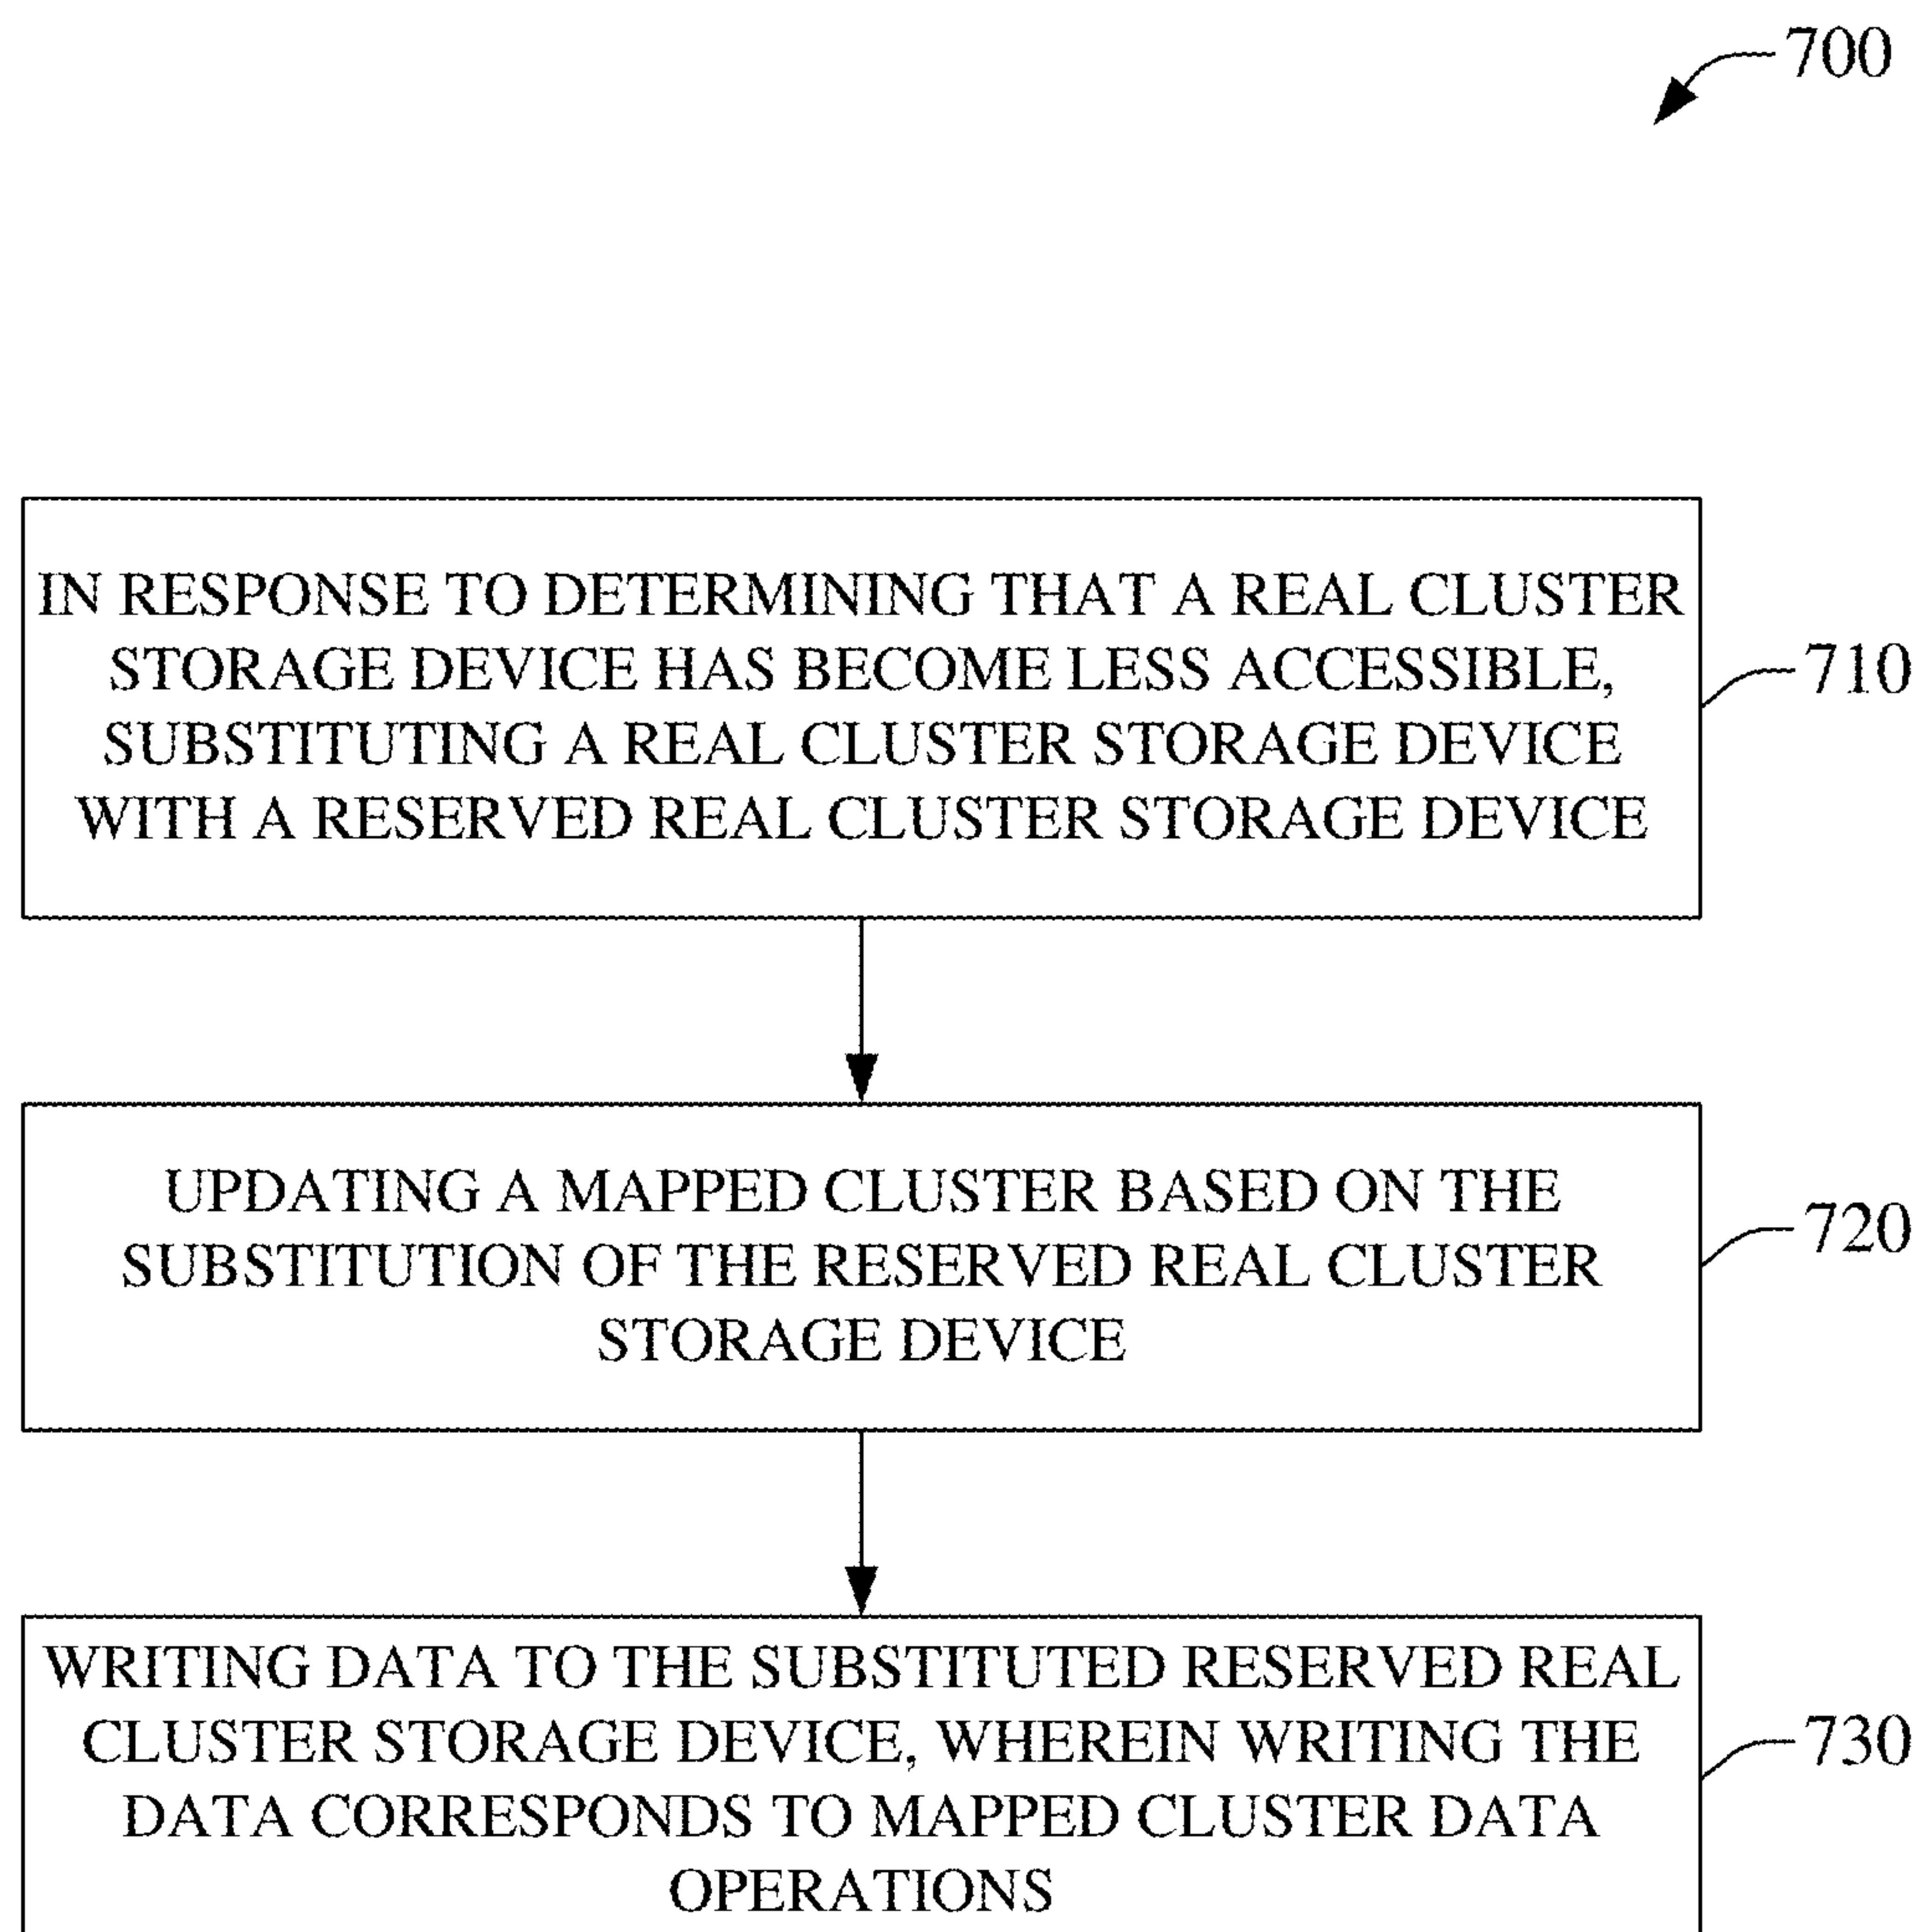 700
IN RESPONSE TO DETERMINING THAT A REAL CLUSTER
STORAGE DEVICE HAS BECOME LESS ACCESSIBLE,
SUBSTITUTING A REAL CLUSTER STORAGE DEVICE
WITH A RESERVED REAL CLUSTER STORAGE DEVICE
710
UPDATING A MAPPED CLUSTER BASED ON THE
SUBSTITUTION OF THE RESERVED REAL CLUSTER
STORAGE DEVICE
720
WRITING DATA TO THE SUBSTITUTED RESERVED REAL
CLUSTER STORAGE DEVICE, WHEREIN WRITING THE
DATA CORRESPONDS TO MAPPED CLUSTER DATA
OPERATIONS
730